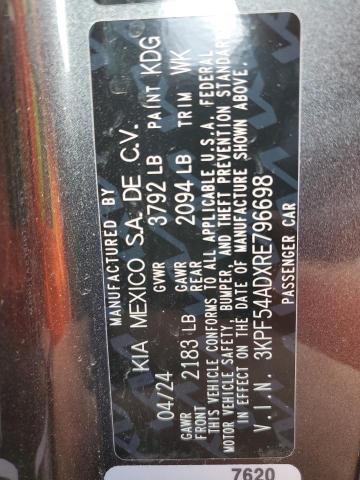 MANUFACTURED BY
KIA MEXICO S.A. DE C.V.
04/24 GVWR 3792 LB PAINT KDG
GAWR FRONT 2183 LB GAWR REAR 2094 LB TRIM WK
THIS VEHICLE CONFORMS TO ALL APPLICABLE U.S.A. FEDERAL
MOTOR VEHICLE SAFETY, BUMPER, AND THEFT PREVENTION STANDARDS
IN EFFECT ON THE DATE OF MANUFACTURE SHOWN ABOVE.
V.I.N. 3KPF54ADXRE796698
PASSENGER CAR
7620